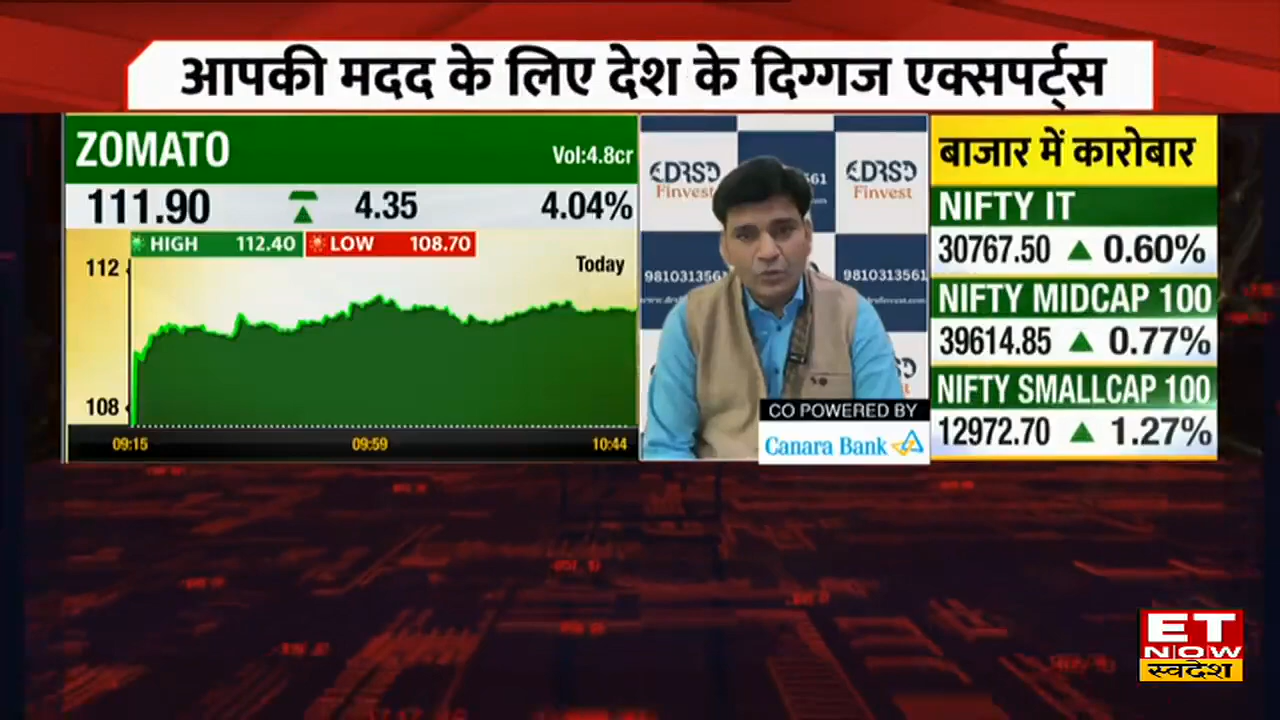 आपकी मदद के लिए देश के दिग्गज एक्सपर्ट्स
ZOMATO Vol:4.8cr
111.90 4.35 4.04%
HIGH 112.40 LOW 108.70
Today
112
108
09:15 09:59 10:44
DRSD
Finvest
DRSD
Finvest
9810313561
9810313561
CO POWERED BY
Canara Bank
बाजार में कारोबार
NIFTY IT
30767.50 0.60%
NIFTY MIDCAP 100
39614.85 0.77%
NIFTY SMALLCAP 100
12972.70 1.27%
ET
NOW
स्वदेश